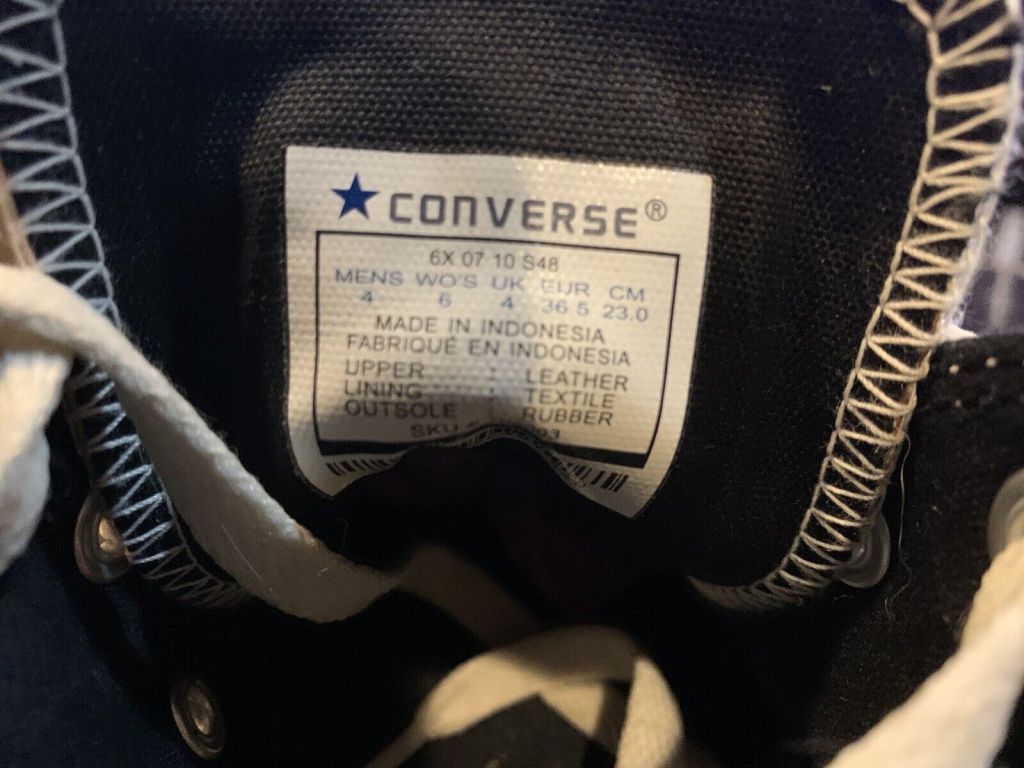 CONVERSE®
6X 07 10 S48
MENS WO'S UK EUR CM
4 6 4 36.5 23.0
MADE IN INDONESIA
FABRIQUÉ EN INDONESIA
UPPER : LEATHER
LINING : TEXTILE
OUTSOLE : RUBBER
SKU